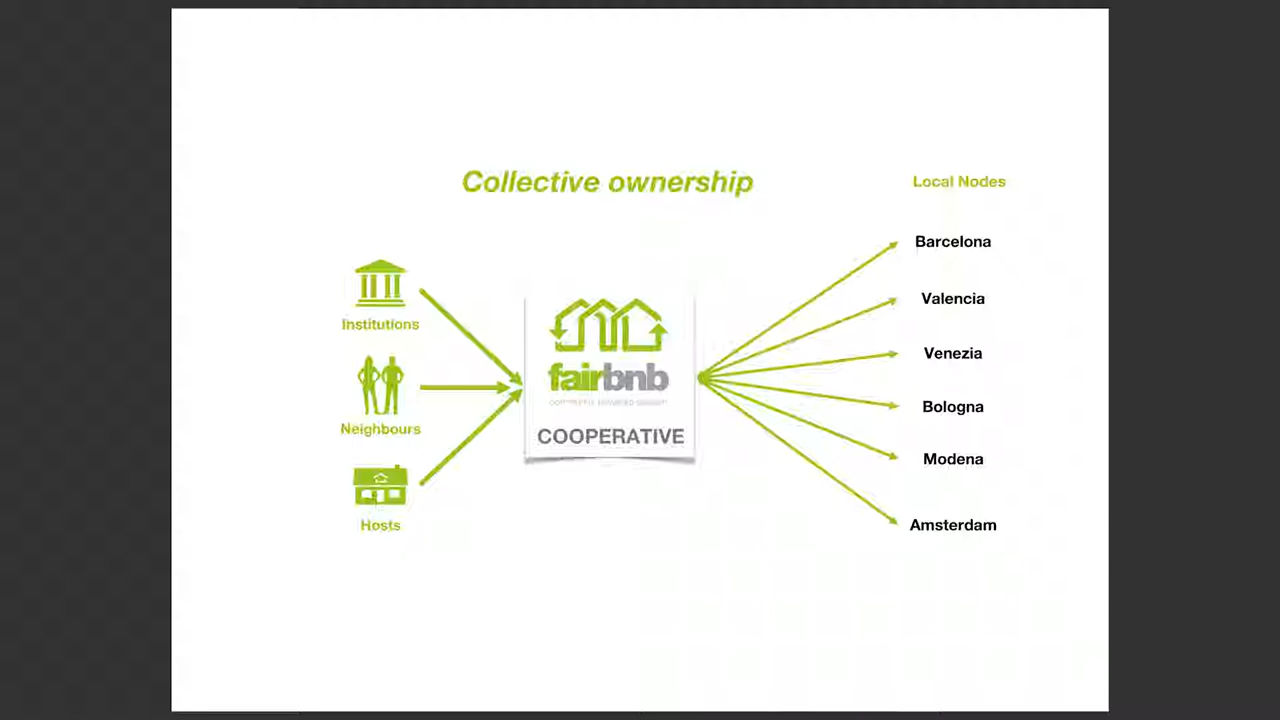 Collective ownership
Local Nodes
Institutions
Neighbours
Hosts
fairbnb
COOPERATIVE
Barcelona
Valencia
Venezia
Bologna
Modena
Amsterdam